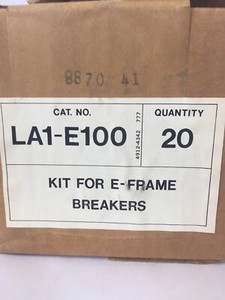 8870 41
CAT. NO.
QUANTITY
LA1-E100
4912-4342 777
20
KIT FOR E-FRAME
BREAKERS